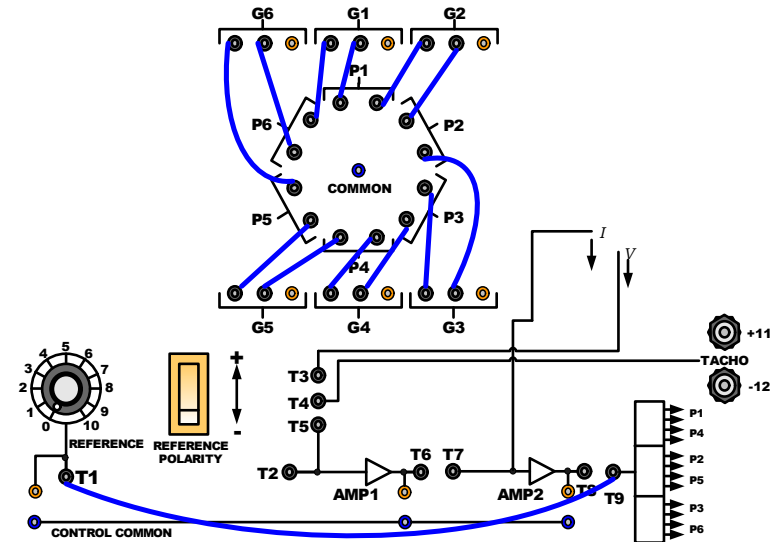 G6 G1 G2
P1
P6 P2
COMMON
P5 P3
P4
G5 G4 G3
I
V
+11
TACHO
-12
T3
T4
T5
0 1 2 3 4 5 6 7 8 9 10
REFERENCE
+
-
REFERENCE
POLARITY
T1
T2 T6 T7 T8 T9
AMP1 AMP2
P1
P4
P2
P5
P3
P6
CONTROL COMMON